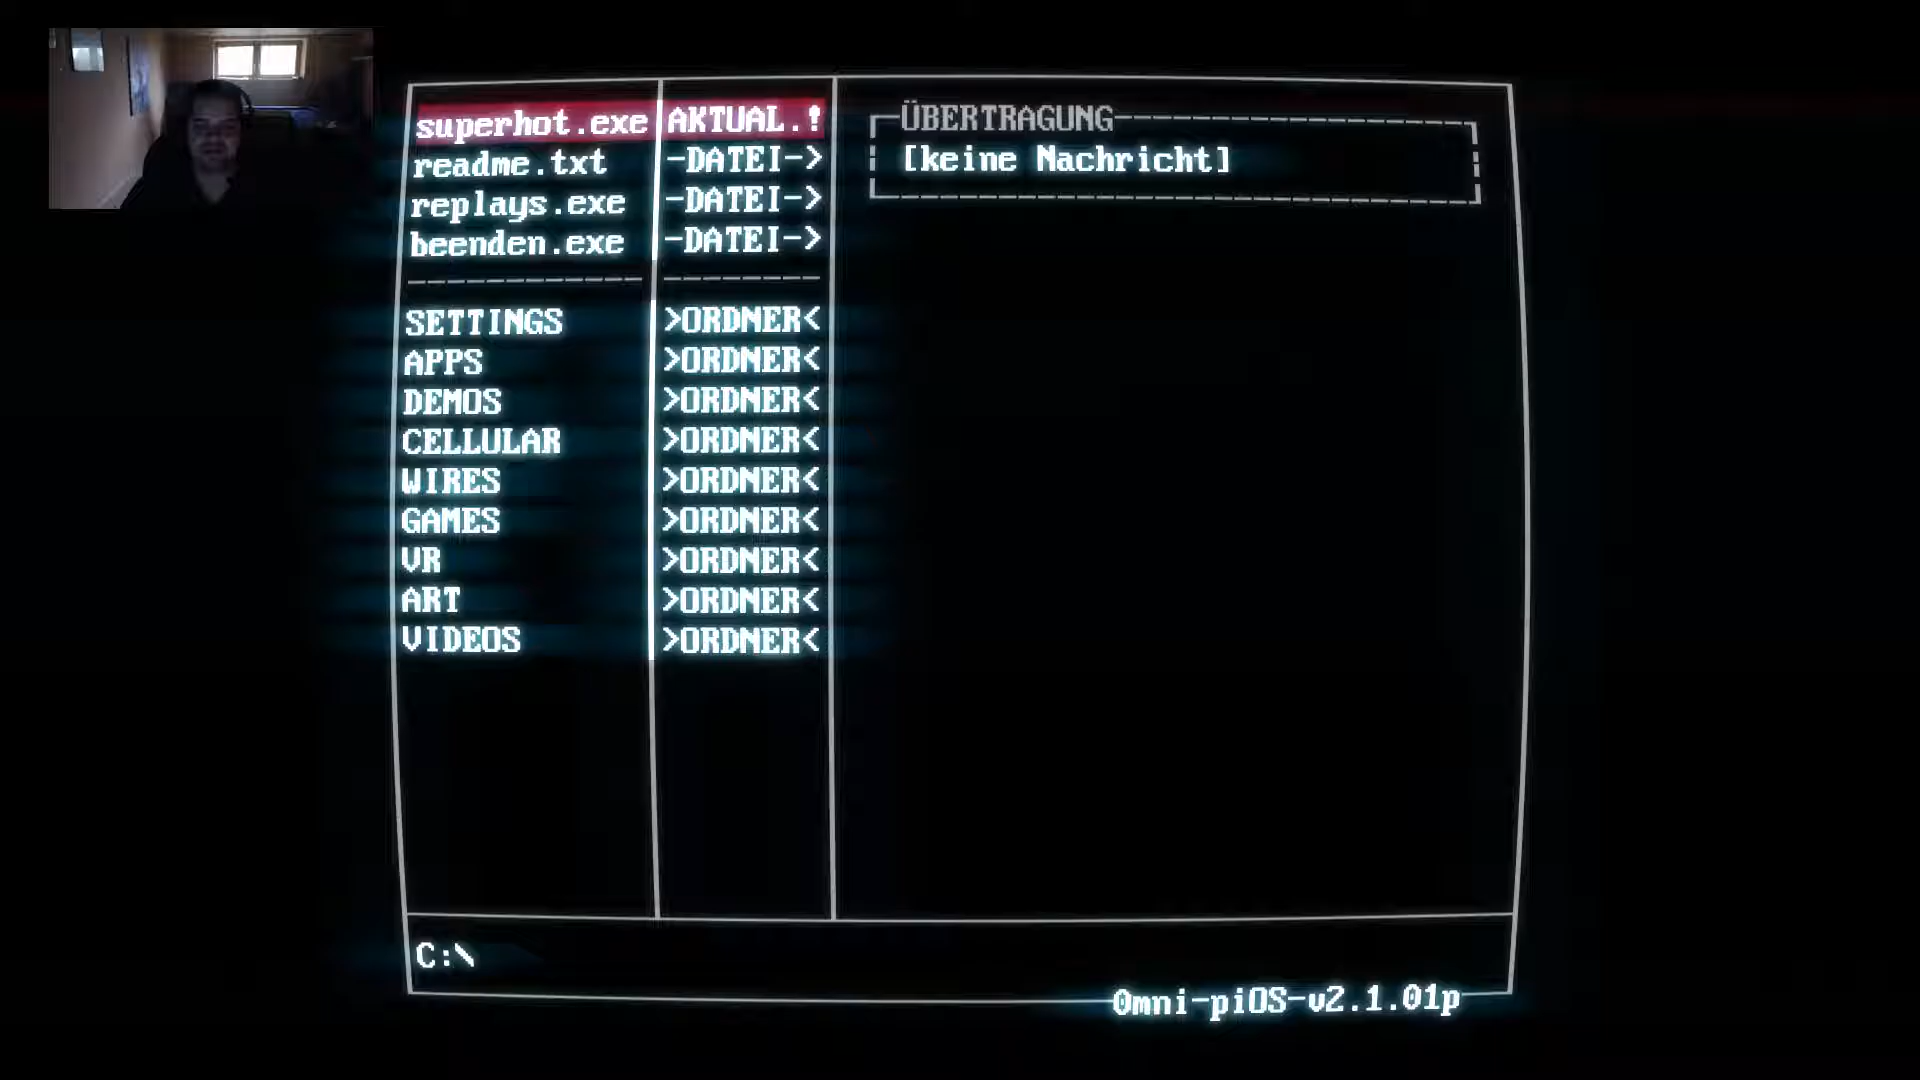 superhot.exe AKTUAL.!
readme.txt -DATEI->
replays.exe -DATEI->
beenden.exe -DATEI->
SETTINGS >ORDNER<
APPS >ORDNER<
DEMOS >ORDNER<
CELLULAR >ORDNER<
WIRES >ORDNER<
GAMES >ORDNER<
VR >ORDNER<
ART >ORDNER<
VIDEOS >ORDNER<
ÜBERTRAGUNG
[keine Nachricht]
C:\
Omni-piOS-v2.1.01p